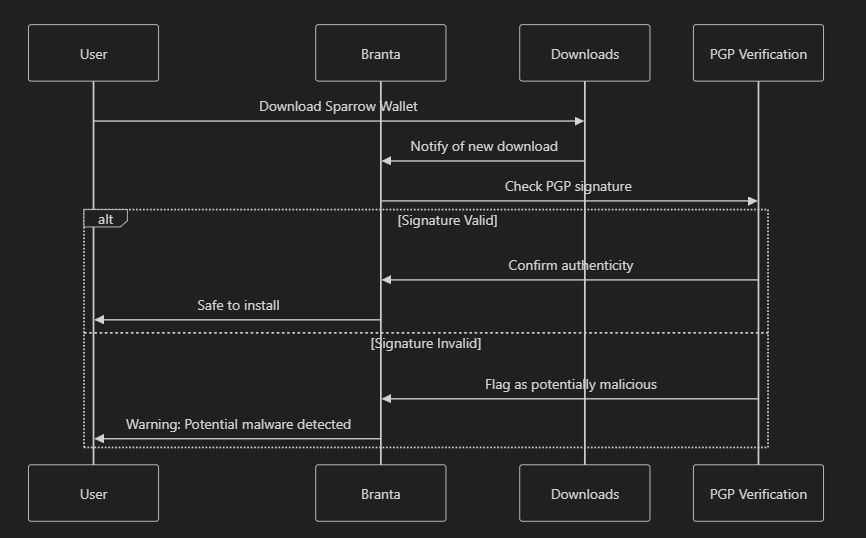 User
Branta
Downloads
PGP Verification
Download Sparrow Wallet
Notify of new download
Check PGP signature
alt
[Signature Valid]
Confirm authenticity
Safe to install
[Signature Invalid]
Flag as potentially malicious
Warning: Potential malware detected
User
Branta
Downloads
PGP Verification